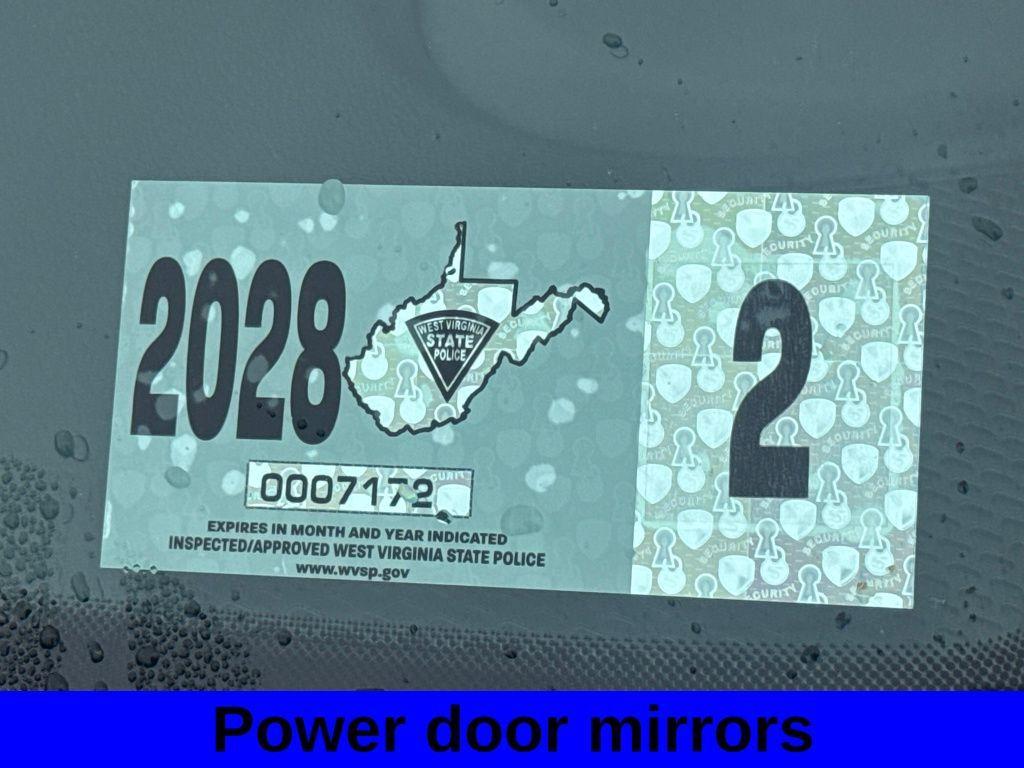 2028
WEST VIRGINIA
STATE
POLICE
2
0007172
EXPIRES IN MONTH AND YEAR INDICATED
INSPECTED/APPROVED WEST VIRGINIA STATE POLICE
www.wvsp.gov
SECURITY
Power door mirrors